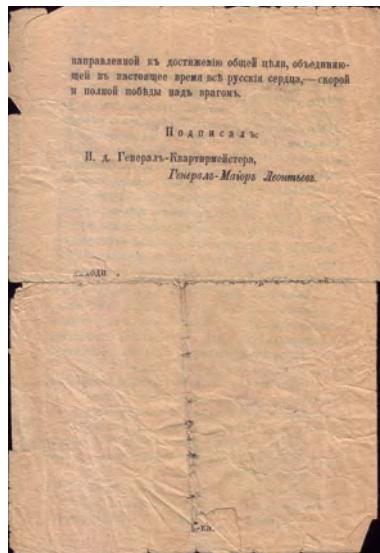 направленной къ достиженію общей цѣли, объединяю-
щей въ настоящее время всѣ русскія сердца,—скорой
и полной побѣды надъ врагомъ.
Подписалъ:
И. д. Генералъ-Квартирмейстера,
Генералъ-Маіоръ Леонтьевъ.